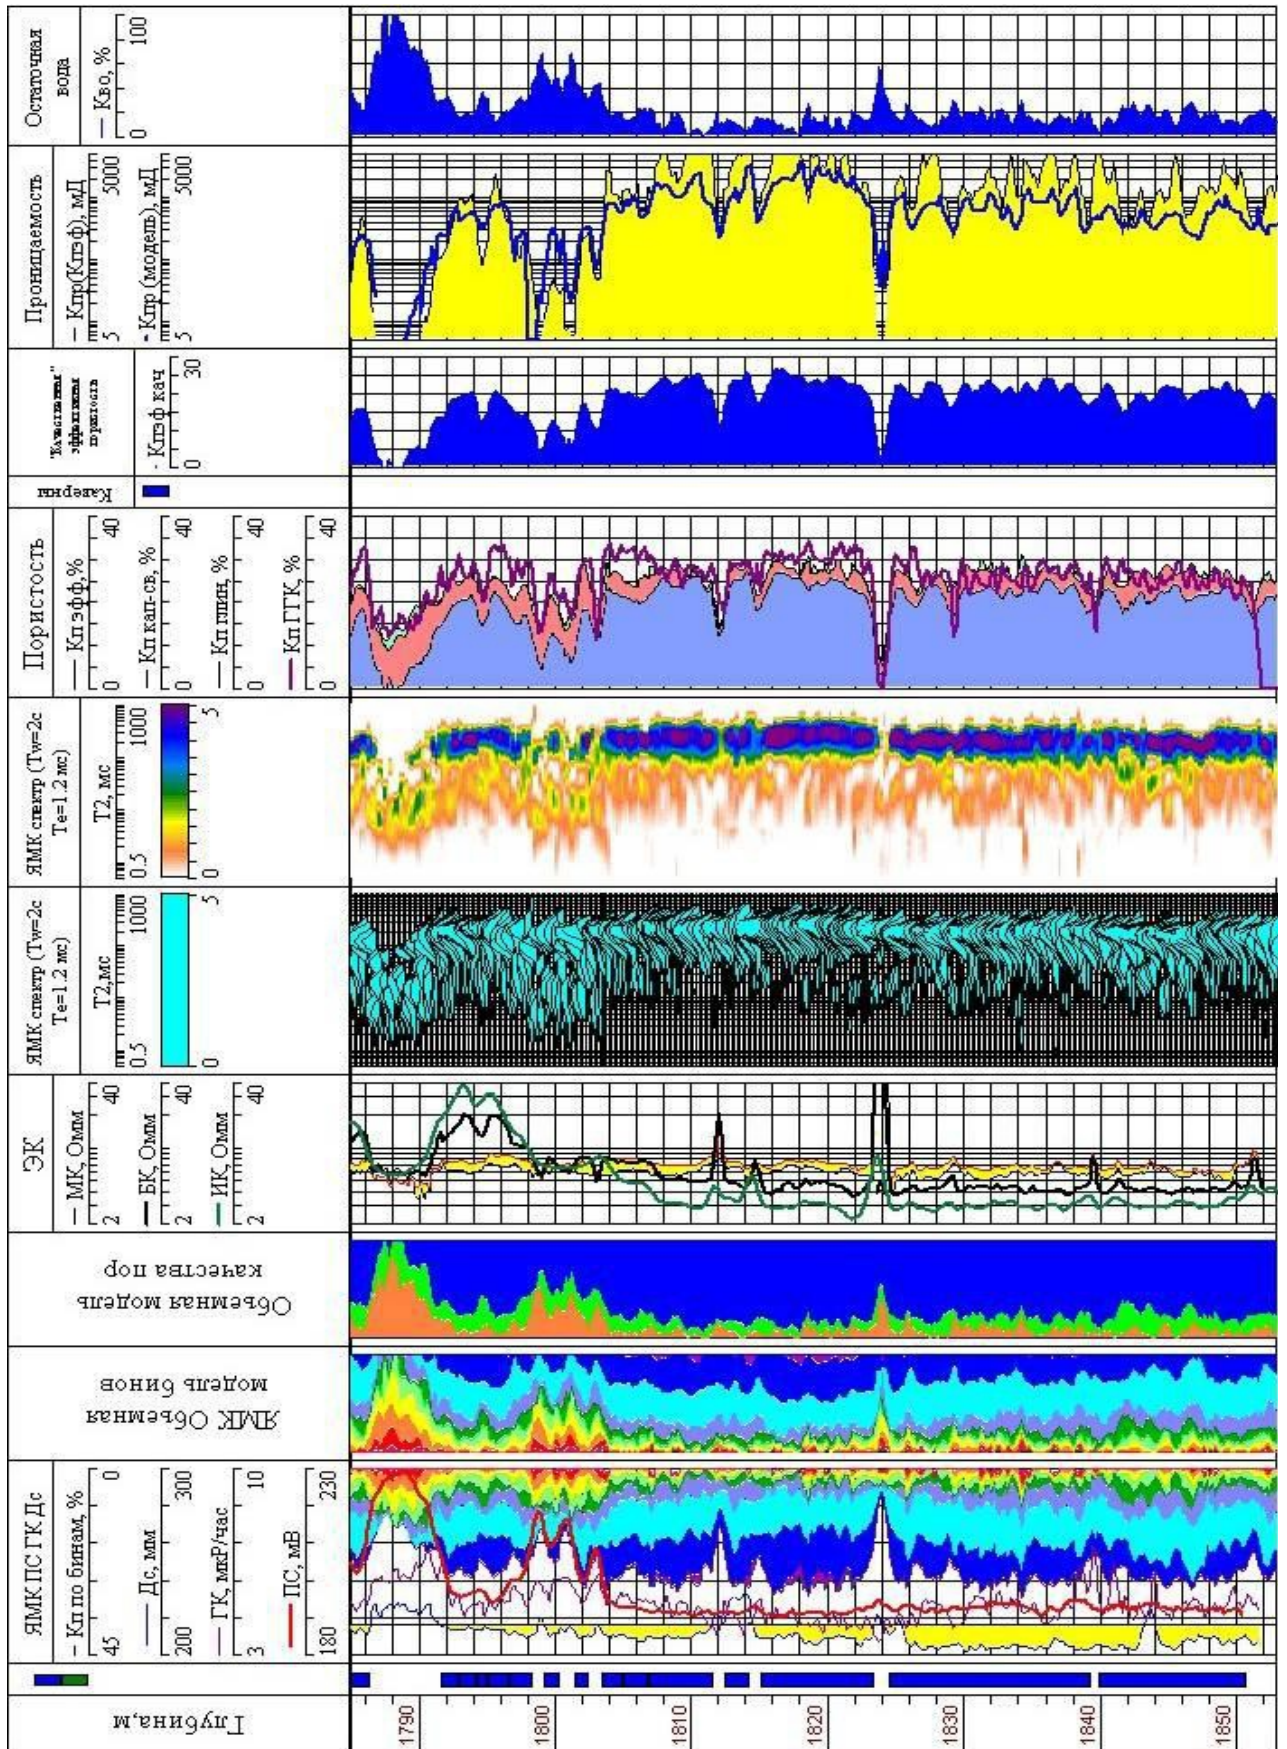 Глубина,м
ЯМК ПС ГК Дс
Кп по бинам, %
45 0
Дс, мм
200 300
ГК, мкР/час
3 10
ПС, мВ
180 230
ЯМК Объемная
модель бинов
Объемная модель
качества пор
ЭК
МК, Омм
2 40
БК, Омм
2 40
ИК, Омм
2 40
ЯМК спектр (Tw=2c
Te=1.2 мс)
T2,мс
0.5 1000
0 5
ЯМК спектр (Tw=2c
Te=1.2 мс)
T2, мс
0.5 1000
0 5
Пористость
Кп эфф,%
0 40
Кп кап-св, %
0 40
Кп глин, %
0 40
Кп ГГК, %
0 40
Каверны
"Качественная"
эффективная
пористость
Кпэф кач
0 30
Проницаемость
Кпр(Кпэф), мД
5 5000
Кпр (модель), мД
5 5000
Остаточная
вода
Кво, %
0 100
1790
1800
1810
1820
1830
1840
1850